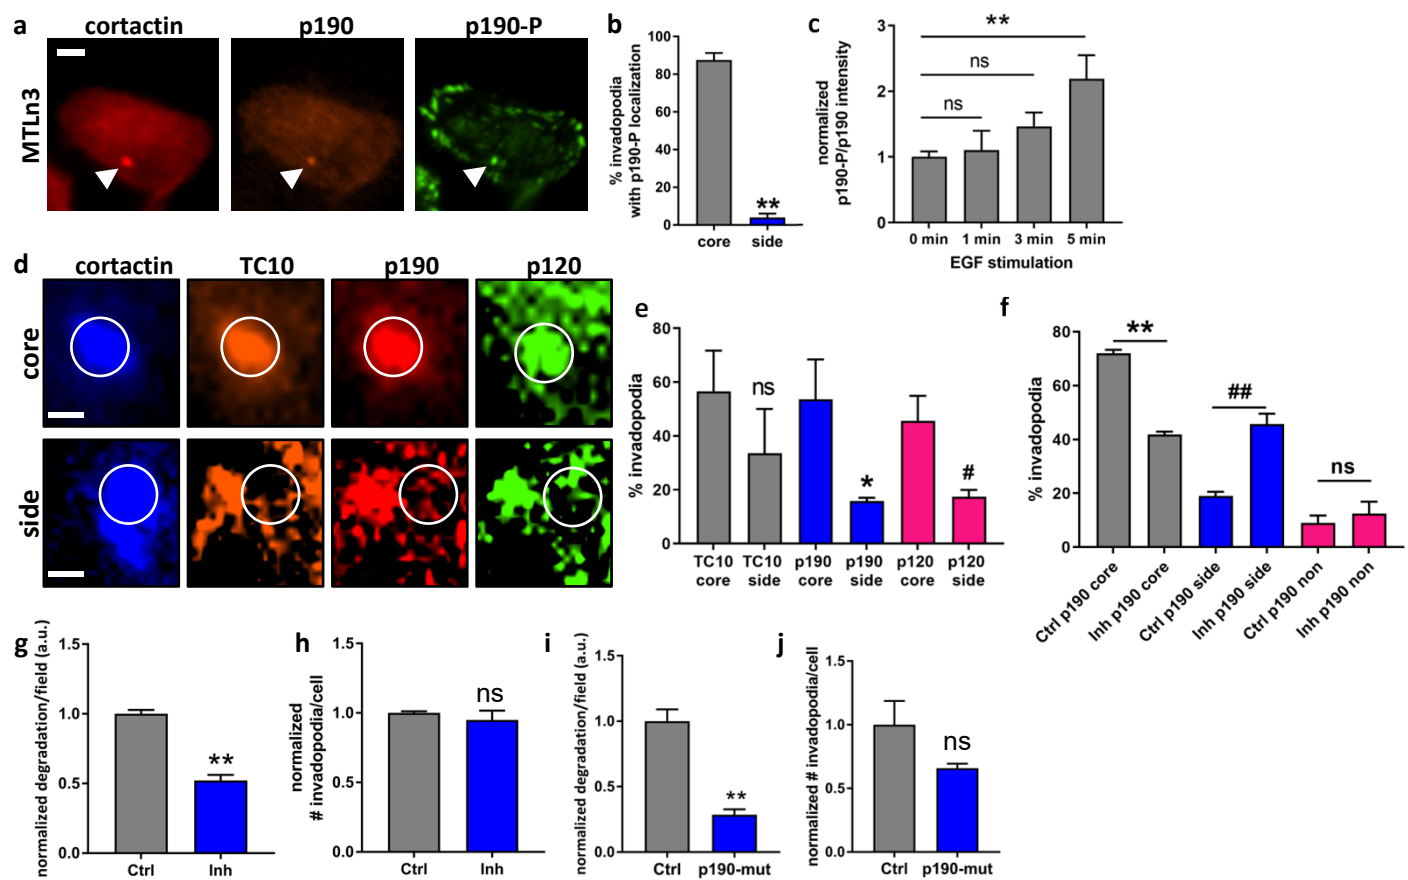 a
cortactin
p190
p190-P
MTLn3
b
% invadopodia
with p190-P localization
100
80
60
40
20
0
**
core
side
c
normalized
p190-P/p190 intensity
3
2
1
0
**
ns
ns
0 min
1 min
3 min
5 min
EGF stimulation
d
cortactin
TC10
p190
p120
core
side
e
% invadopodia
80
60
40
20
0
ns
*
#
TC10
core
TC10
side
p190
core
p190
side
p120
core
p120
side
f
% invadopodia
80
60
40
20
0
**
##
ns
Ctrl p190 core
Inh p190 core
Ctrl p190 side
Inh p190 side
Ctrl p190 non
Inh p190 non
g
normalized degradation/field (a.u.)
1.5
1.0
0.5
0.0
**
Ctrl
Inh
h
normalized
# invadopodia/cell
1.5
1.0
0.5
0.0
ns
Ctrl
Inh
i
normalized degradation/field (a.u.)
1.5
1.0
0.5
0.0
**
Ctrl
p190-mut
j
normalized # invadopodia/cell
1.5
1.0
0.5
0.0
ns
Ctrl
p190-mut